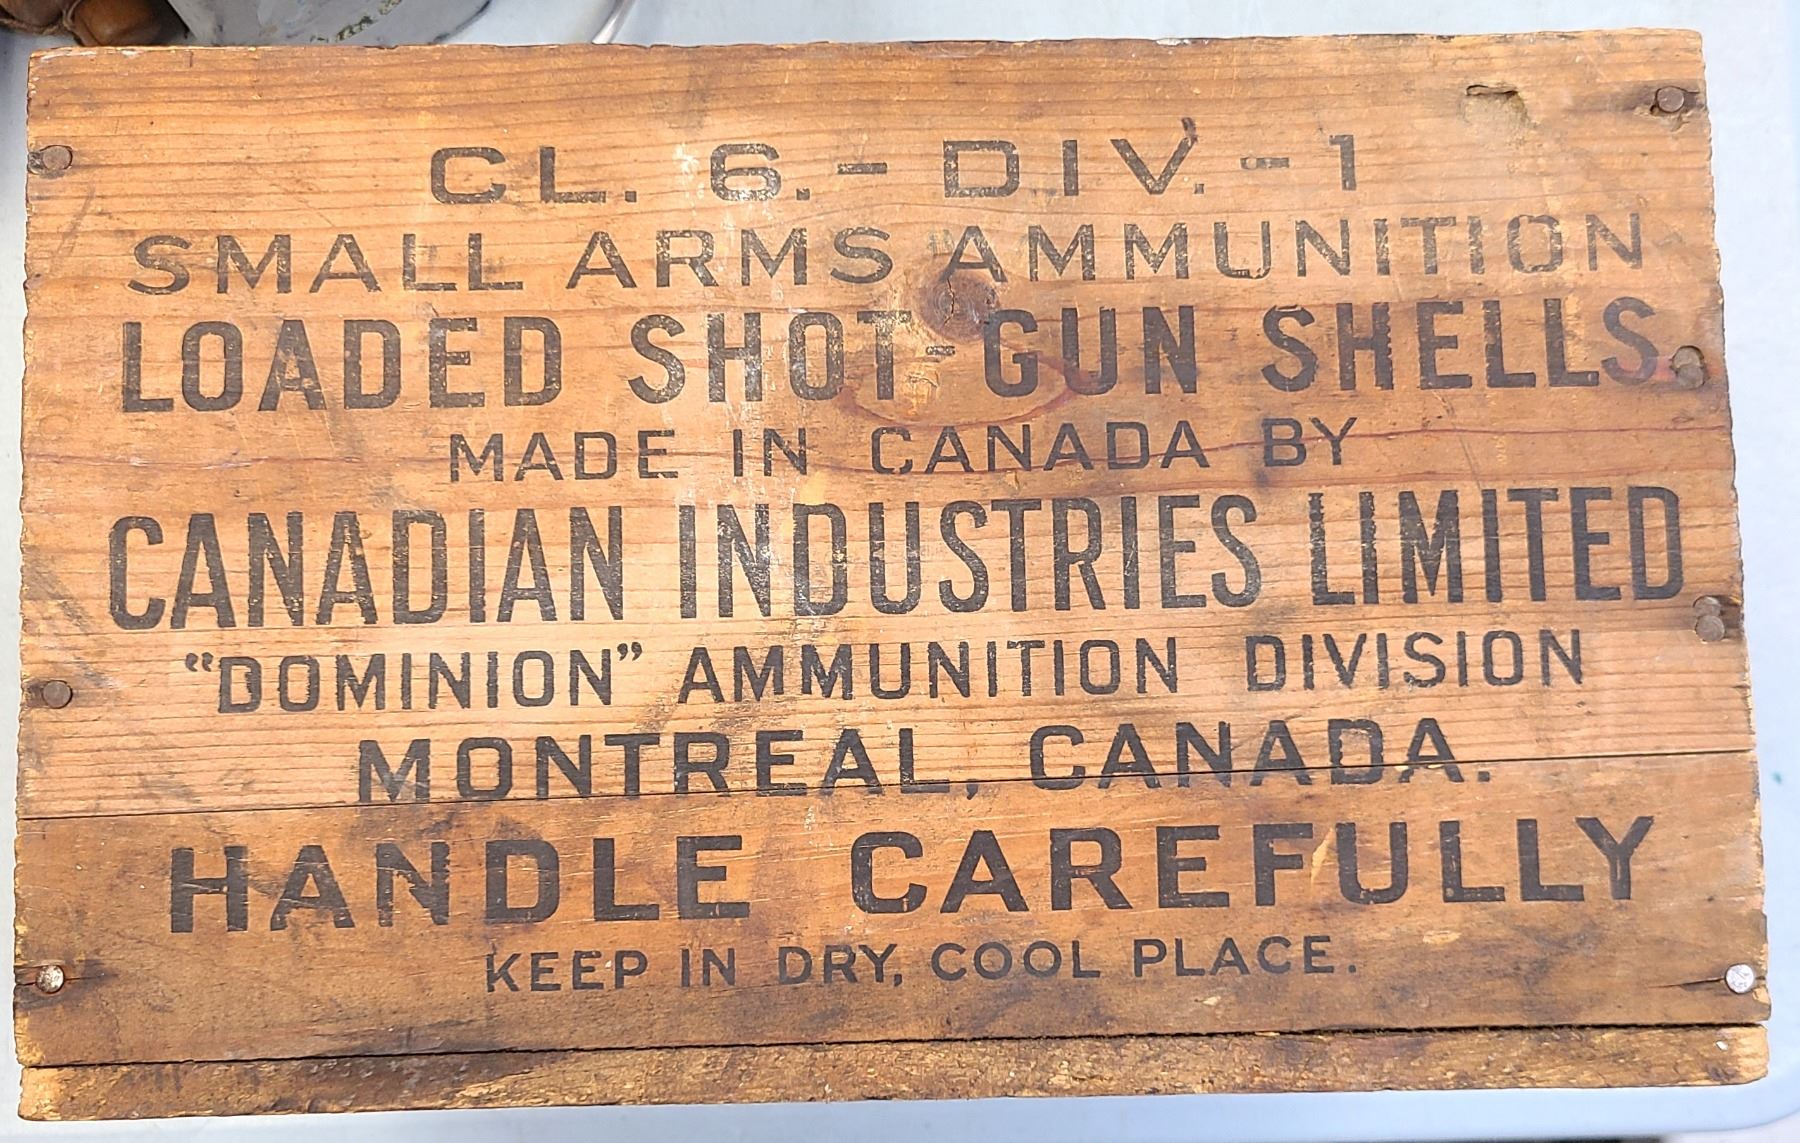 CL. 6.- DIV. -1
SMALL ARMS AMMUNITION
LOADED SHOT-GUN SHELLS
MADE IN CANADA BY
CANADIAN INDUSTRIES LIMITED
“DOMINION” AMMUNITION DIVISION
MONTREAL, CANADA.
HANDLE CAREFULLY
KEEP IN DRY, COOL PLACE.